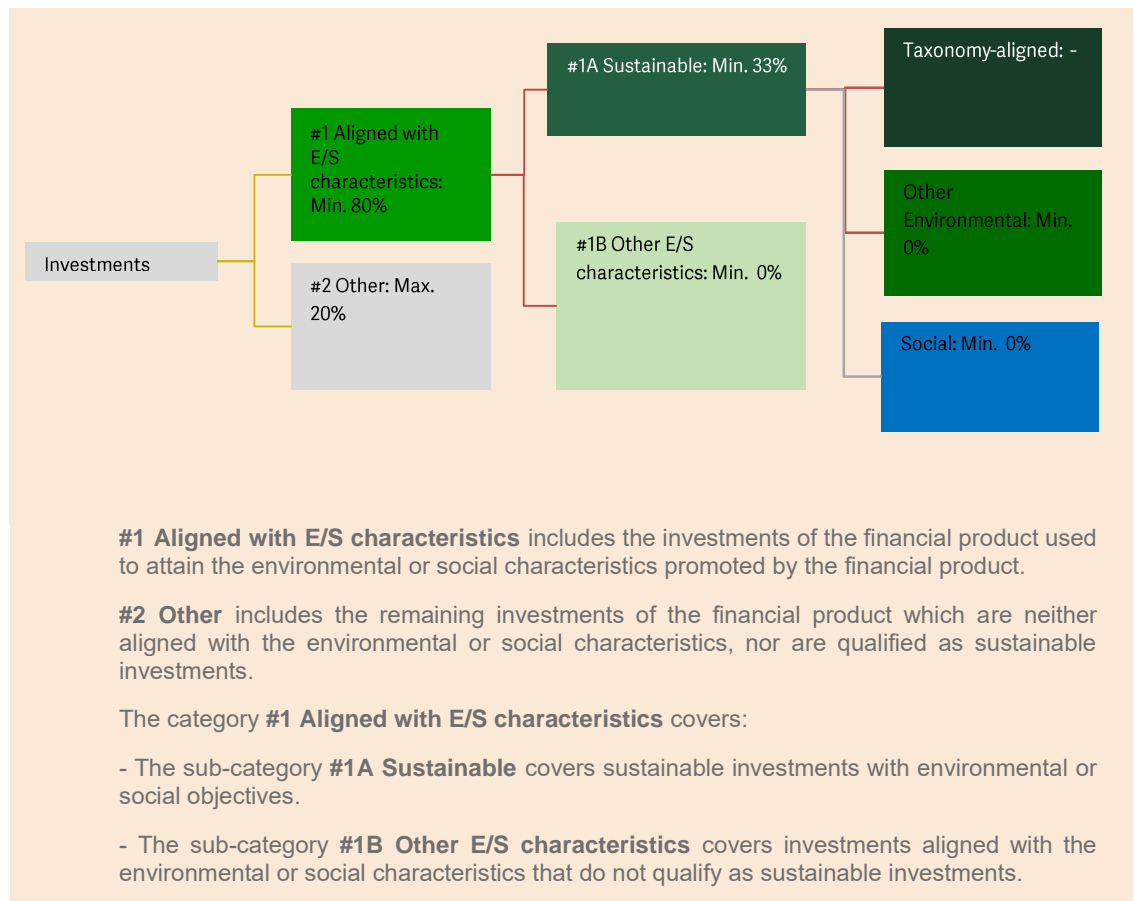 Investments
#1 Aligned with
E/S
characteristics:
Min. 80%
#2 Other: Max.
20%
#1A Sustainable: Min. 33%
#1B Other E/S
characteristics: Min. 0%
Taxonomy-aligned: -
Other
Environmental: Min.
0%
Social: Min. 0%
#1 Aligned with E/S characteristics includes the investments of the financial product used
to attain the environmental or social characteristics promoted by the financial product.
#2 Other includes the remaining investments of the financial product which are neither
aligned with the environmental or social characteristics, nor are qualified as sustainable
investments.
The category #1 Aligned with E/S characteristics covers:
- The sub-category #1A Sustainable covers sustainable investments with environmental or
social objectives.
- The sub-category #1B Other E/S characteristics covers investments aligned with the
environmental or social characteristics that do not qualify as sustainable investments.